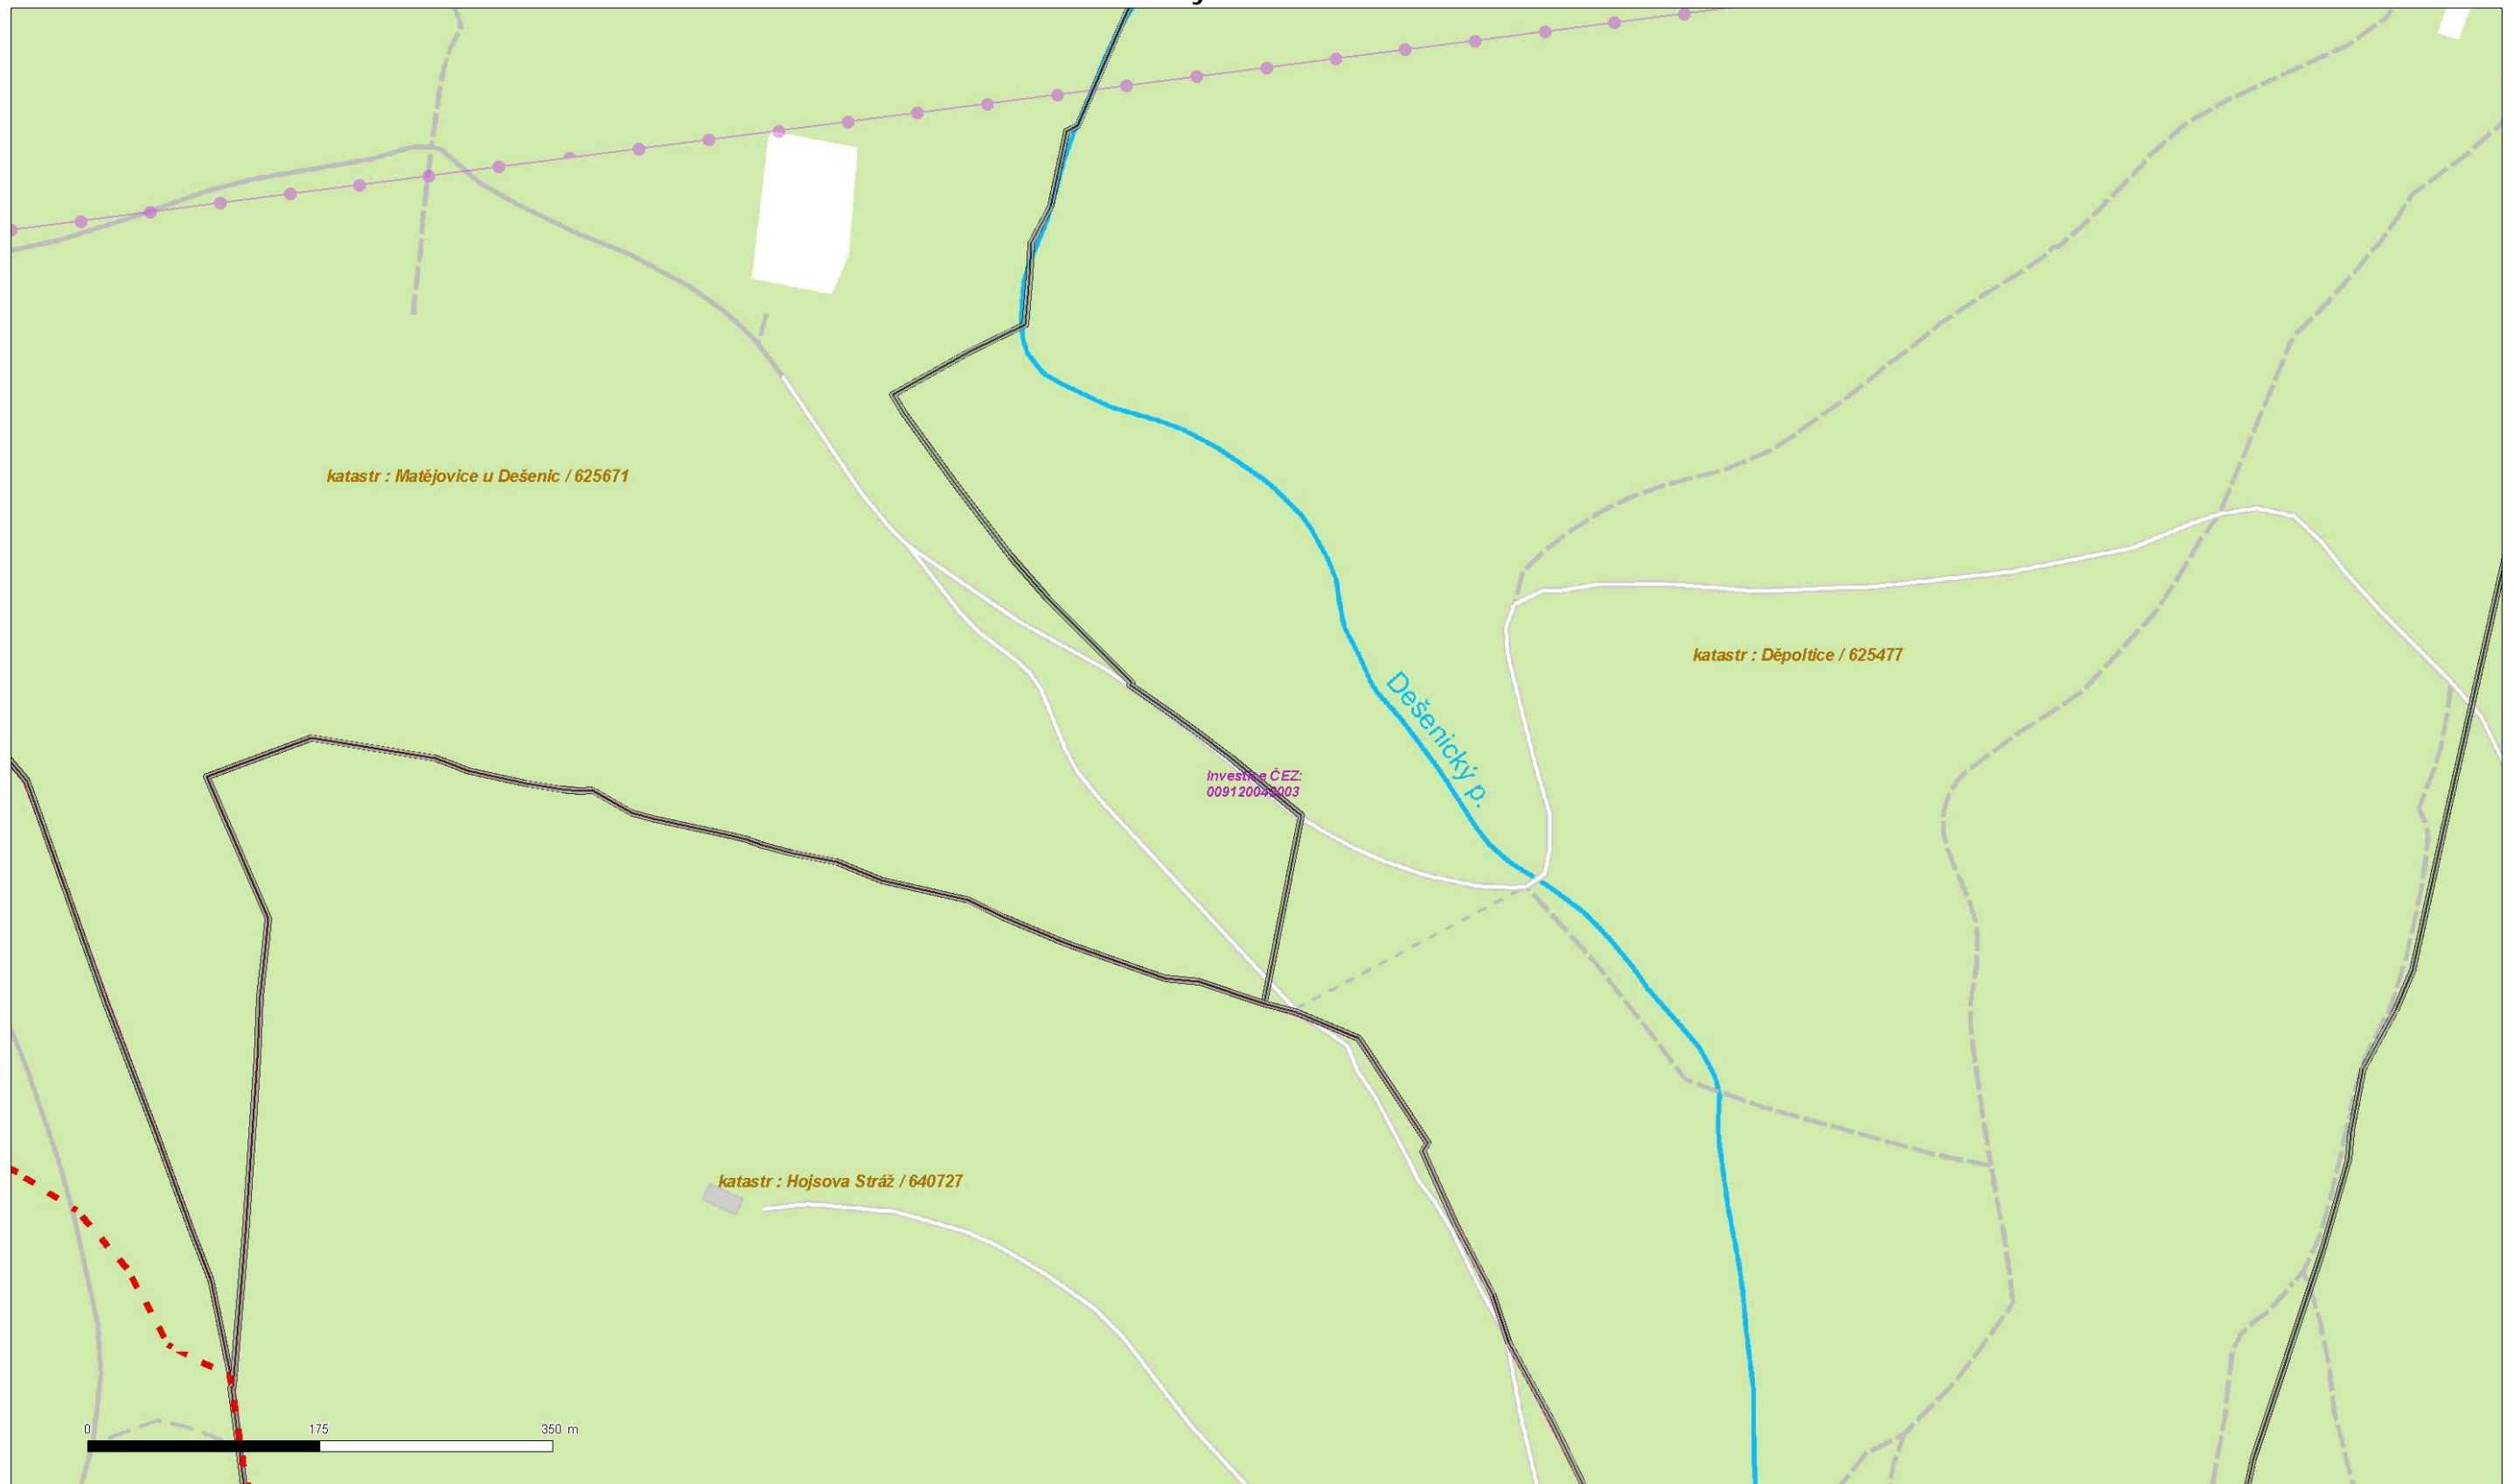 katastr : Matějovice u Dešenic / 625671
katastr : Děpoltice / 625477
Dešenický p.
Investice ČEZ:
katastr : Hojsova Stráž / 640727
0 175 350 m